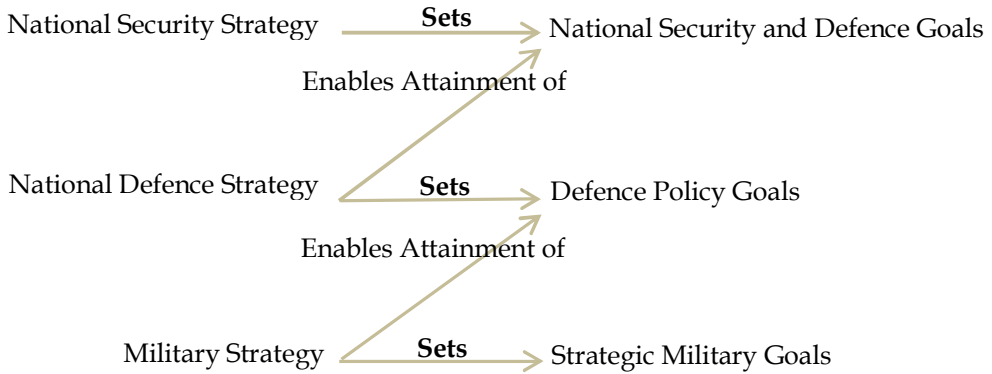 National Security Strategy Sets National Security and Defence Goals
Enables Attainment of
National Defence Strategy Sets Defence Policy Goals
Enables Attainment of
Military Strategy Sets Strategic Military Goals